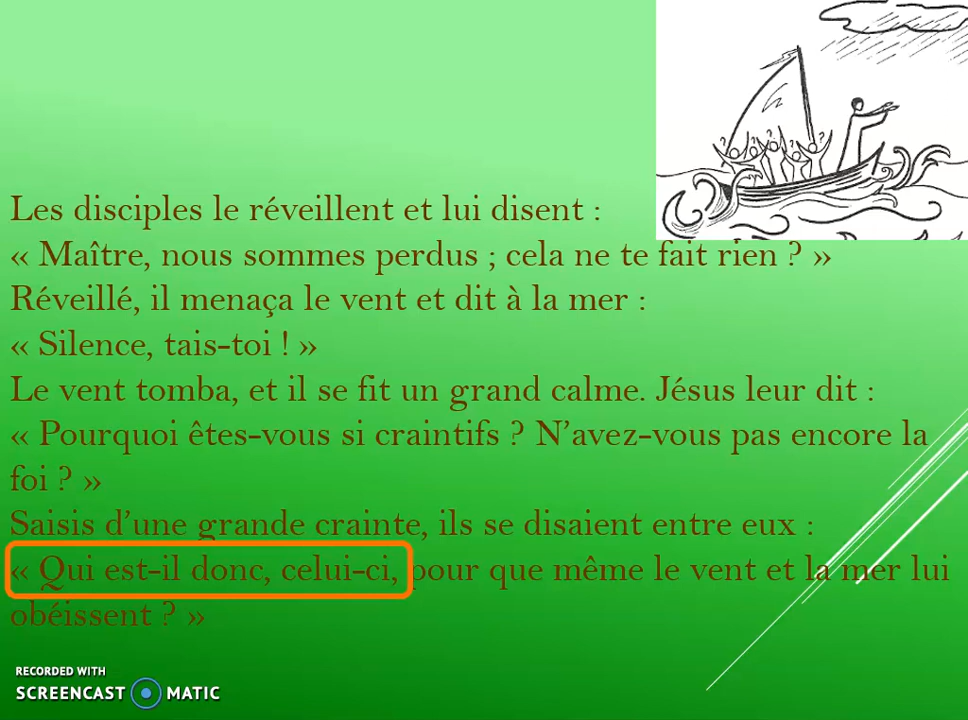 Les disciples le réveillent et lui disent :
« Maître, nous sommes perdus ; cela ne te fait rien ? »
Réveillé, il menaça le vent et dit à la mer :
« Silence, tais-toi ! »
Le vent tomba, et il se fit un grand calme. Jésus leur dit :
« Pourquoi êtes-vous si craintifs ? N’avez-vous pas encore la
foi ? »
Saisis d’une grande crainte, ils se disaient entre eux :
« Qui est-il donc, celui-ci, pour que même le vent et la mer lui
obéissent ? »
RECORDED WITH
SCREENCAST MATIC